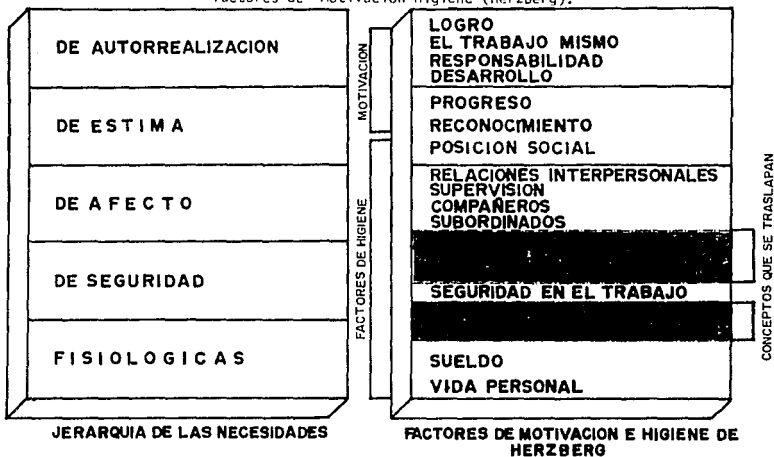 Factores de Motivación Higiene (Herzberg).
DE AUTORREALIZACION
DE ESTIMA
DE AFECTO
DE SEGURIDAD
FISIOLOGICAS
JERARQUIA DE LAS NECESIDADES
MOTIVACION
FACTORES DE HIGIENE
LOGRO
EL TRABAJO MISMO
RESPONSABILIDAD
DESARROLLO
PROGRESO
RECONOCIMIENTO
POSICION SOCIAL
RELACIONES INTERPERSONALES
SUPERVISION
COMPAÑEROS
SUBORDINADOS
SEGURIDAD EN EL TRABAJO
SUELDO
VIDA PERSONAL
FACTORES DE MOTIVACION E HIGIENE DE
HERZBERG
CONCEPTOS QUE SE TRASLAPAN